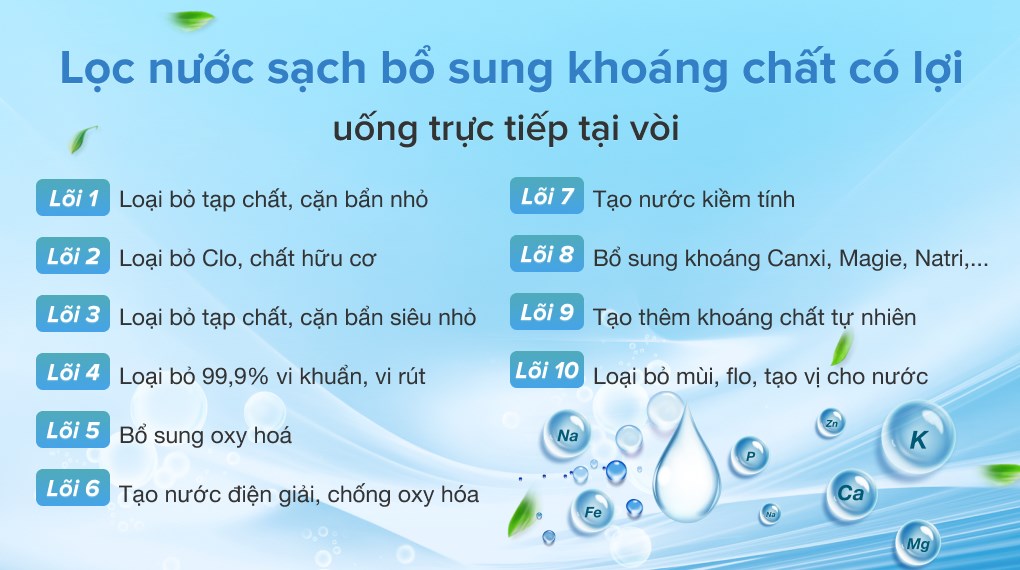 Lọc nước sạch bổ sung khoáng chất có lợi
uống trực tiếp tại vòi
Lõi 1 Loại bỏ tạp chất, cặn bẩn nhỏ
Lõi 2 Loại bỏ Clo, chất hữu cơ
Lõi 3 Loại bỏ tạp chất, cặn bẩn siêu nhỏ
Lõi 4 Loại bỏ 99,9% vi khuẩn, vi rút
Lõi 5 Bổ sung oxy hoá
Lõi 6 Tạo nước điện giải, chống oxy hóa
Lõi 7 Tạo nước kiềm tính
Lõi 8 Bổ sung khoáng Canxi, Magie, Natri,...
Lõi 9 Tạo thêm khoáng chất tự nhiên
Lõi 10 Loại bỏ mùi, flo, tạo vị cho nước
Na
Zn
K
P
Ca
Fe
Na
Mg